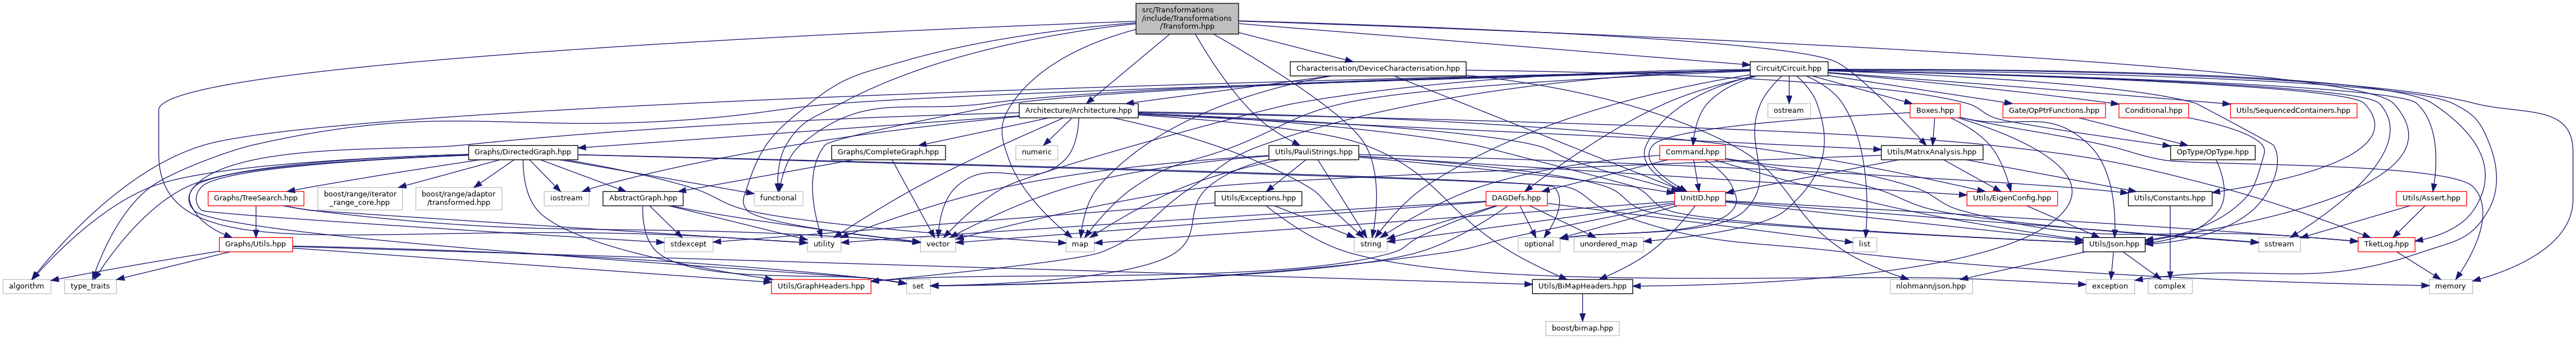 src/Transformations
/include/Transformations
/Transform.hpp
Characterisation/DeviceCharacterisation.hpp
Circuit/Circuit.hpp
Architecture/Architecture.hpp
ostream
Boxes.hpp
Gate/OpPtrFunctions.hpp
Conditional.hpp
Utils/SequencedContainers.hpp
Graphs/DirectedGraph.hpp
numeric
Graphs/CompleteGraph.hpp
Utils/PauliStrings.hpp
Command.hpp
Utils/MatrixAnalysis.hpp
OpType/OpType.hpp
Graphs/TreeSearch.hpp
boost/range/iterator
_range_core.hpp
boost/range/adaptor
/transformed.hpp
iostream
AbstractGraph.hpp
functional
Utils/Exceptions.hpp
DAGDefs.hpp
UnitID.hpp
Utils/EigenConfig.hpp
Utils/Constants.hpp
Utils/Assert.hpp
Graphs/Utils.hpp
stdexcept
utility
vector
map
string
optional
unordered_map
list
Utils/Json.hpp
sstream
TketLog.hpp
algorithm
type_traits
Utils/GraphHeaders.hpp
set
Utils/BiMapHeaders.hpp
nlohmann/json.hpp
exception
complex
memory
boost/bimap.hpp